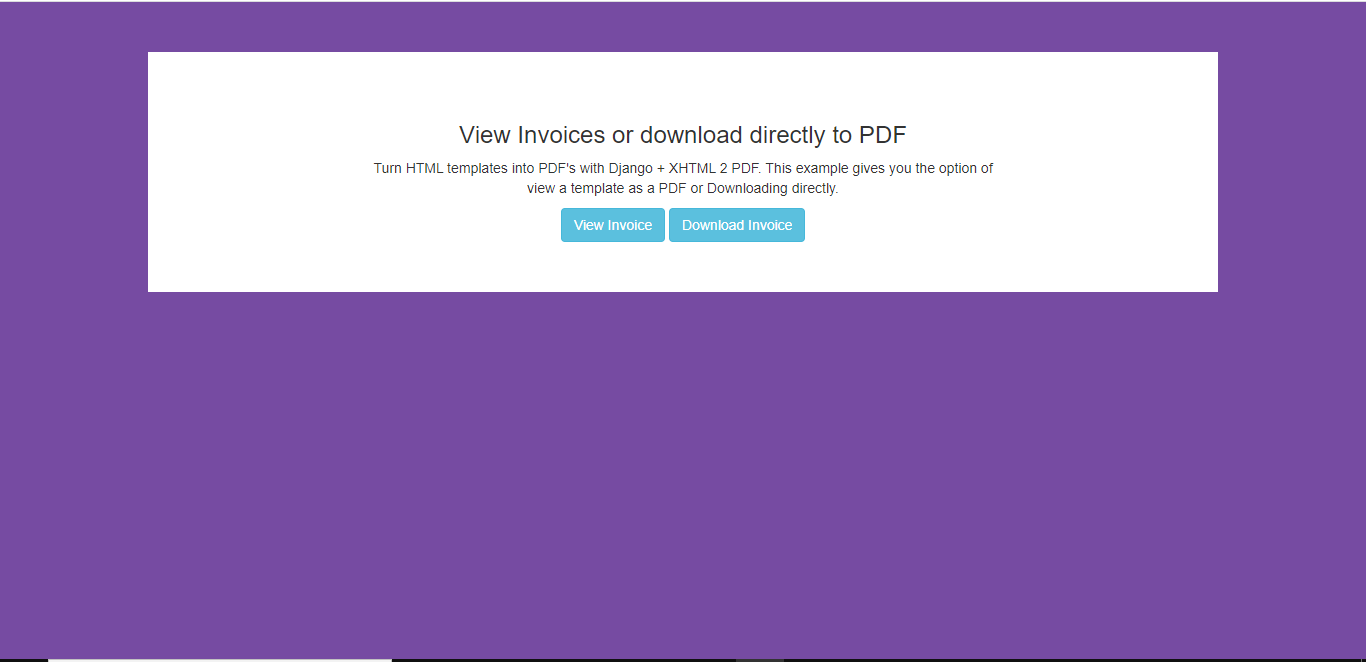 View Invoices or download directly to PDF
Turn HTML templates into PDF's with Django + XHTML 2 PDF. This example gives you the option of
view a template as a PDF or Downloading directly.
View Invoice Download Invoice